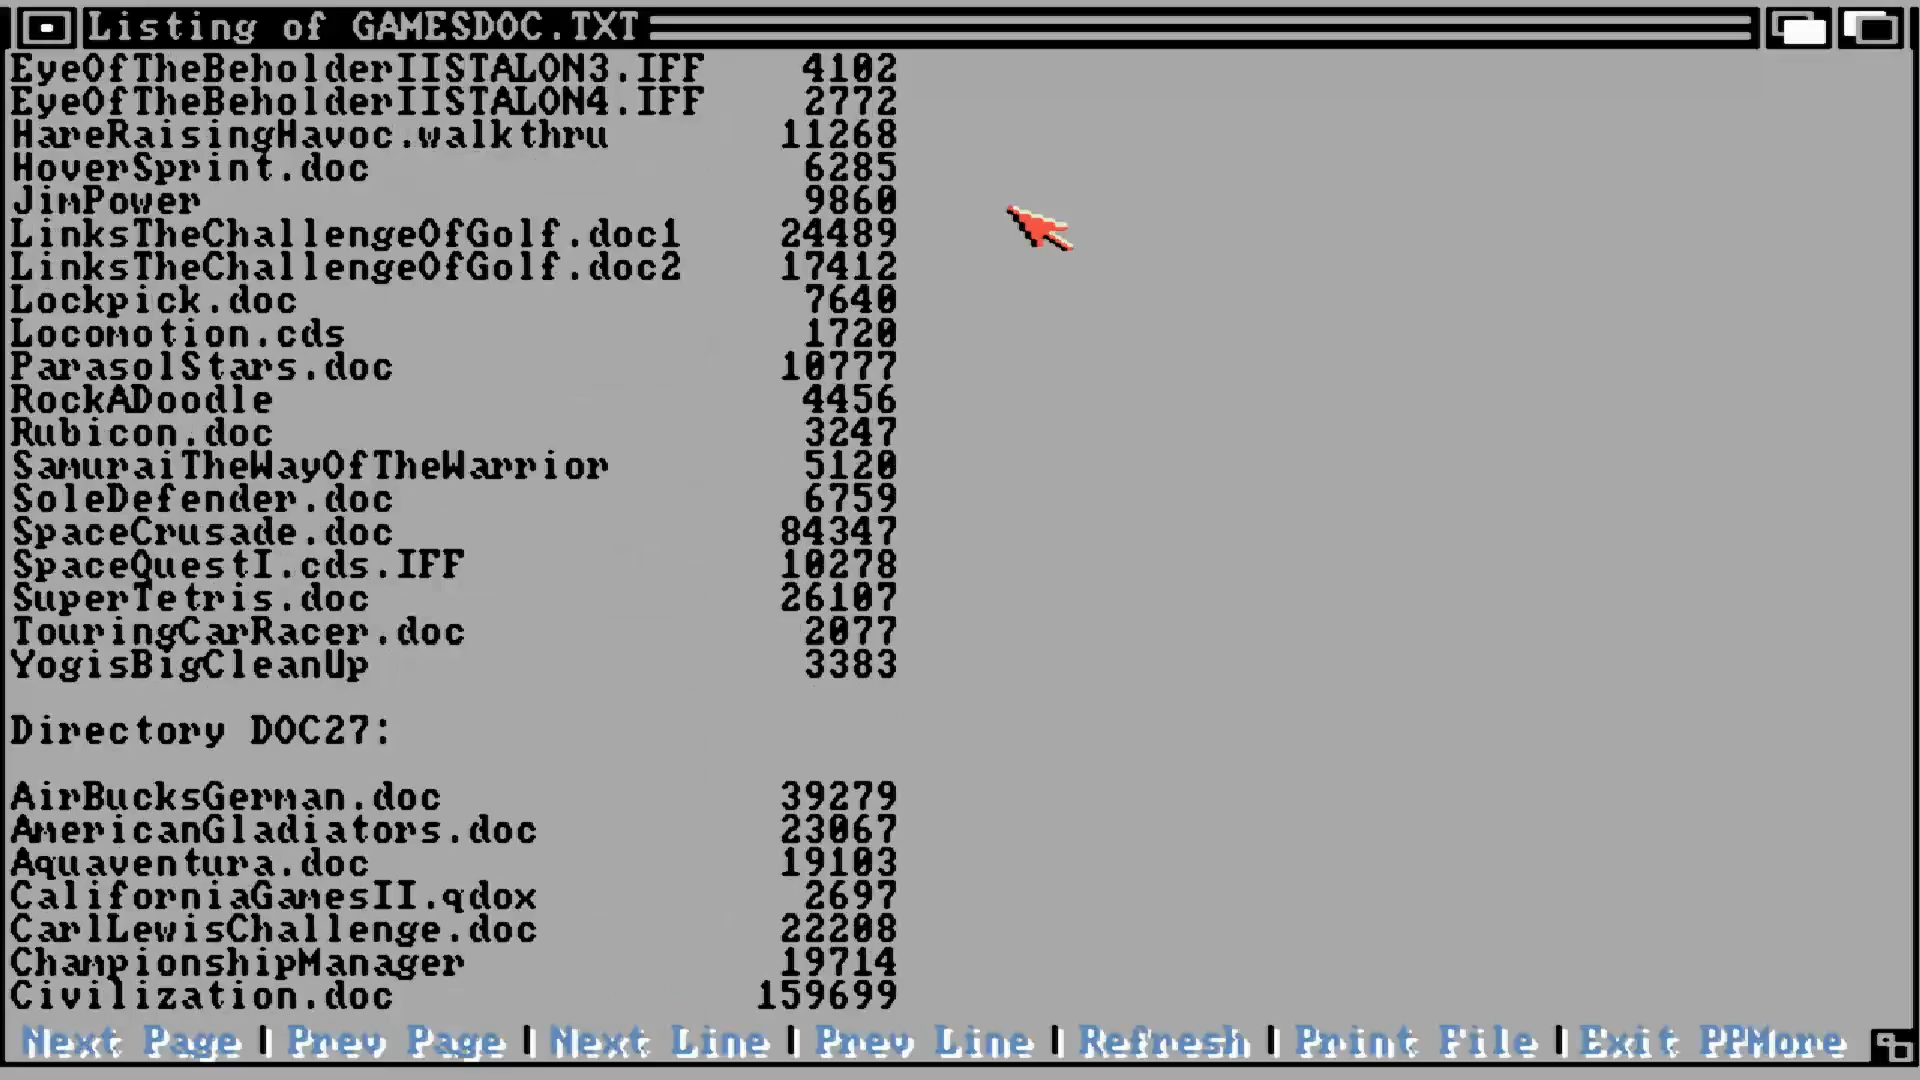 Listing of GAMESDOC.TXT
EyeOfTheBeholderIISTALON3.IFF 4102
EyeOfTheBeholderIISTALON4.IFF 2772
HareRaisingHavoc.walkthru 11268
HoverSprint.doc 6285
JimPower 9860
LinksTheChallengeOfGolf.doc1 24489
LinksTheChallengeOfGolf.doc2 17412
Lockpick.doc 7640
Locomotion.cds 1720
ParasolStars.doc 10777
RockADoodle 4456
Rubicon.doc 3247
SamuraiTheWayOfTheWarrior 5120
SoleDefender.doc 6759
SpaceCrusade.doc 84347
SpaceQuestI.cds.IFF 10278
SuperTetris.doc 26107
TouringCarRacer.doc 2077
YogisBigCleanUp 3383
Directory DOC27:
AirBucksGerman.doc 39279
AmericanGladiators.doc 23067
Aquaventura.doc 19103
CaliforniaGamesII.qdox 2697
CarlLewisChallenge.doc 22208
ChampionshipManager 19714
Civilization.doc 159699
Next Page | Prev Page | Next Line | Prev Line | Refresh | Print File | Exit PPMore